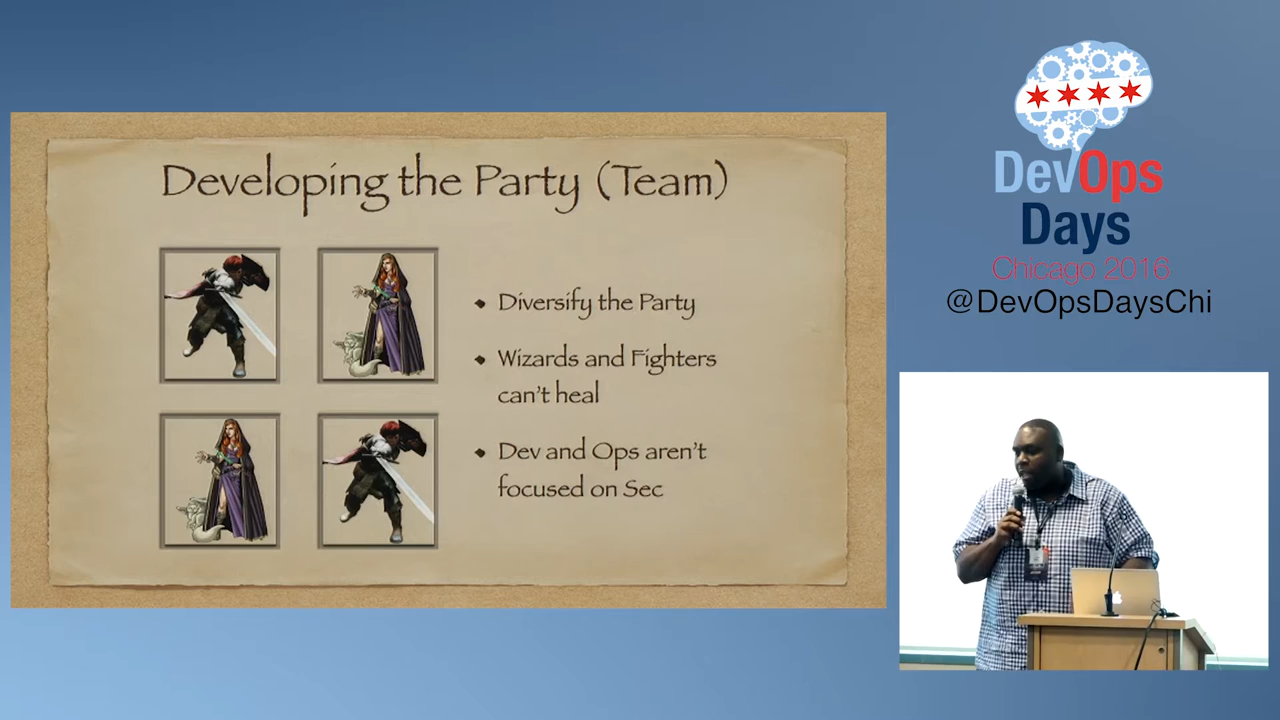 Developing the Party (Team)
• Diversify the Party
• Wizards and Fighters
can't heal
• Dev and Ops aren't
focused on Sec
DevOps
Days
Chicago 2016
@DevOpsDaysChi